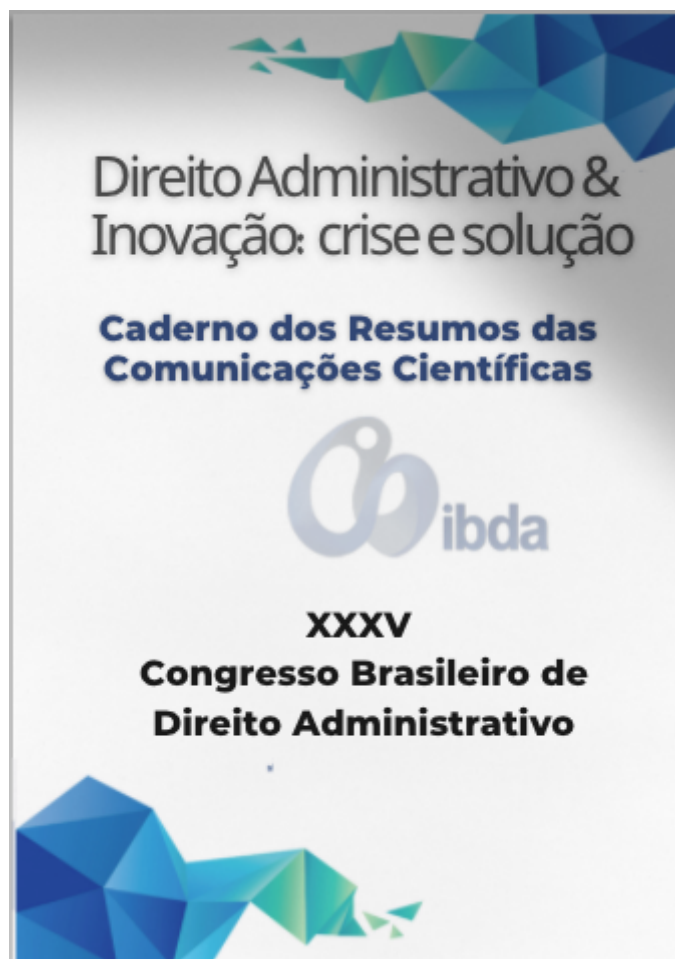 Direito Administrativo &
Inovação: crise e solução
Caderno dos Resumos das
Comunicações Científicas
ibda
XXXV
Congresso Brasileiro de
Direito Administrativo